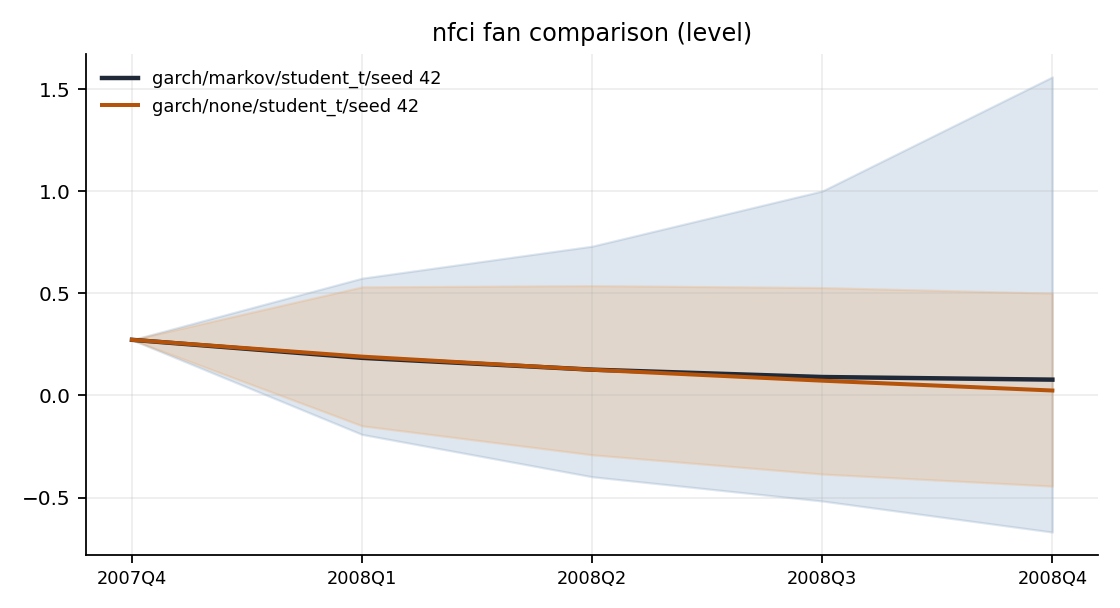 nfci fan comparison (level)
garch/markov/student_t/seed 42
garch/none/student_t/seed 42
1.5
1.0
0.5
0.0
−0.5
2007Q4
2008Q1
2008Q2
2008Q3
2008Q4